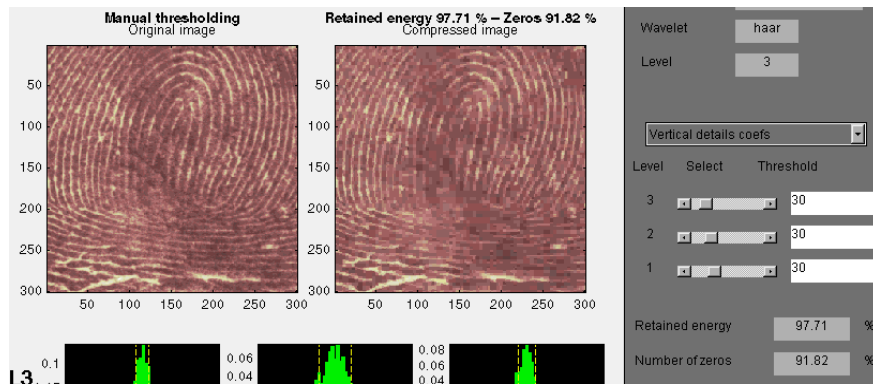 Manual thresholding
Original image
50
100
150
200
250
300
50 100 150 200 250 300
Retained energy 97.71 % – Zeros 91.82 %
Compressed image
50
100
150
200
250
300
50 100 150 200 250 300
L3
0.1
0.06
0.04
0.08
0.06
0.04
Wavelet haar
Level 3
Vertical details coefs
Level Select Threshold
3 30
2 30
1 30
Retained energy 97.71 %
Number of zeros 91.82 %